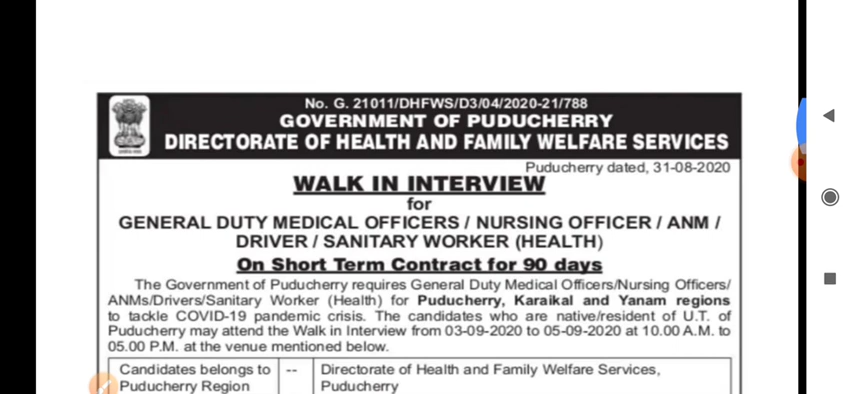 No. G. 21011/DHFWS/D3/04/2020-21/788
GOVERNMENT OF PUDUCHERRY
DIRECTORATE OF HEALTH AND FAMILY WELFARE SERVICES
Puducherry dated, 31-08-2020
WALK IN INTERVIEW
for
GENERAL DUTY MEDICAL OFFICERS / NURSING OFFICER / ANM /
DRIVER / SANITARY WORKER (HEALTH)
On Short Term Contract for 90 days
The Government of Puducherry requires General Duty Medical Officers/Nursing Officers/
ANMs/Drivers/Sanitary Worker (Health) for Puducherry, Karaikal and Yanam regions
to tackle COVID-19 pandemic crisis. The candidates who are native/resident of U.T. of
Puducherry may attend the Walk in Interview from 03-09-2020 to 05-09-2020 at 10.00 A.M. to
05.00 P.M. at the venue mentioned below.
Candidates belongs to -- Directorate of Health and Family Welfare Services,
Puducherry Region Puducherry